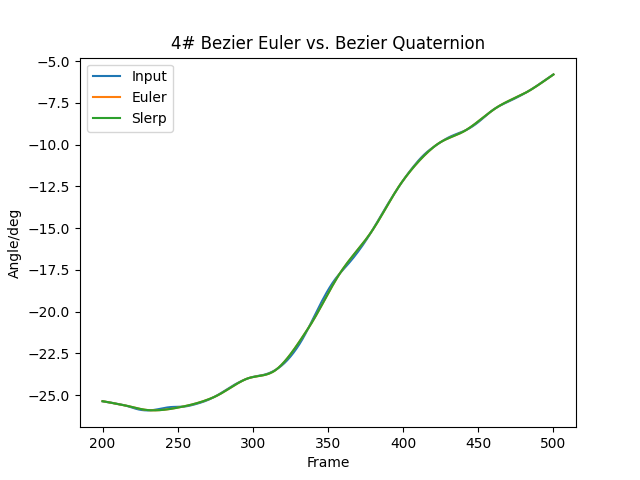 4# Bezier Euler vs. Bezier Quaternion
Input
Euler
Slerp
−5.0
−7.5
−10.0
−12.5
−15.0
−17.5
−20.0
−22.5
−25.0
Angle/deg
200 250 300 350 400 450 500
Frame